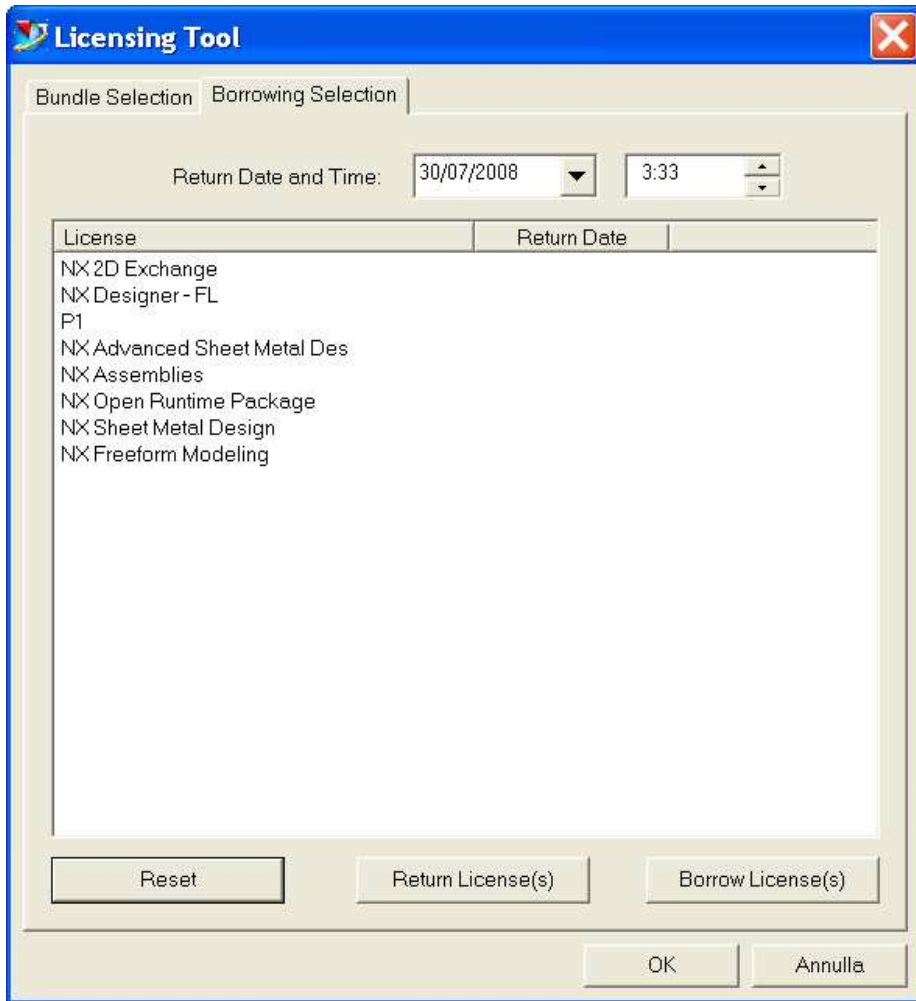 Licensing Tool
Bundle Selection Borrowing Selection
Return Date and Time: 30/07/2008 3:33
License Return Date
NX 2D Exchange
NX Designer - FL
P1
NX Advanced Sheet Metal Des
NX Assemblies
NX Open Runtime Package
NX Sheet Metal Design
NX Freeform Modeling
Reset Return License(s) Borrow License(s)
OK Annulla